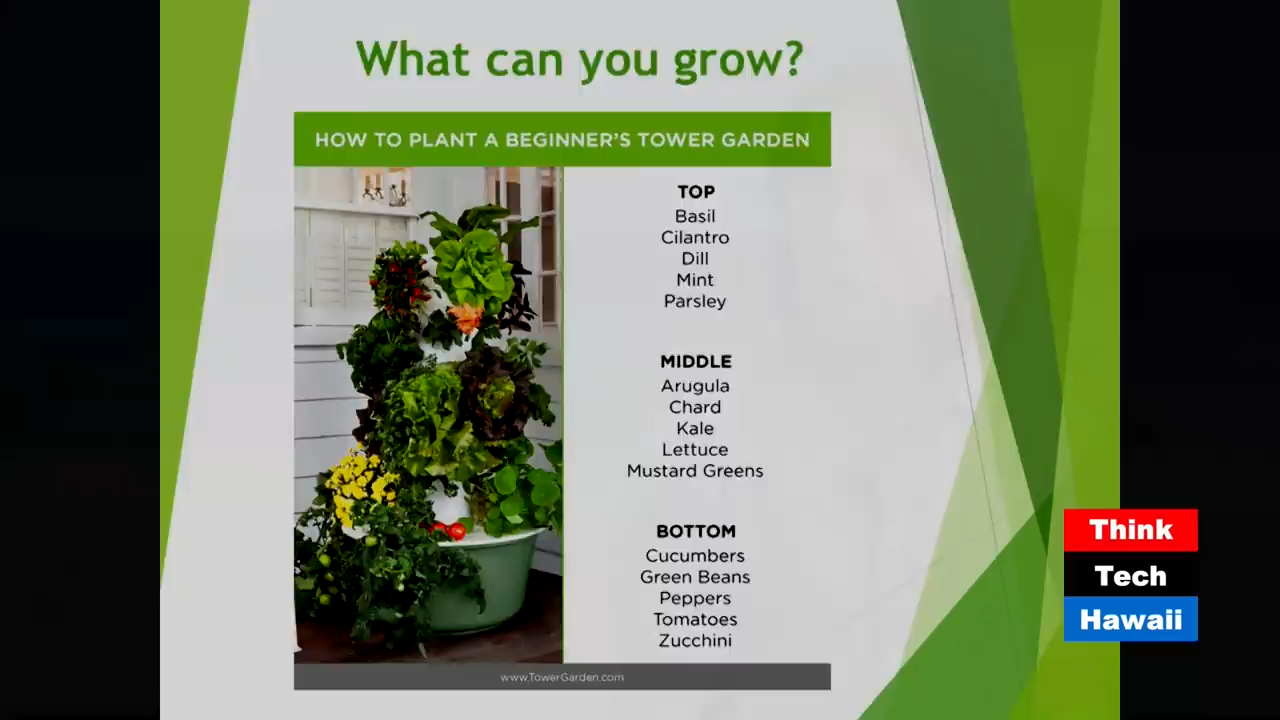 What can you grow?
HOW TO PLANT A BEGINNER'S TOWER GARDEN
TOP
Basil
Cilantro
Dill
Mint
Parsley
MIDDLE
Arugula
Chard
Kale
Lettuce
Mustard Greens
BOTTOM
Cucumbers
Green Beans
Peppers
Tomatoes
Zucchini
www.TowerGarden.com
Think
Tech
Hawaii